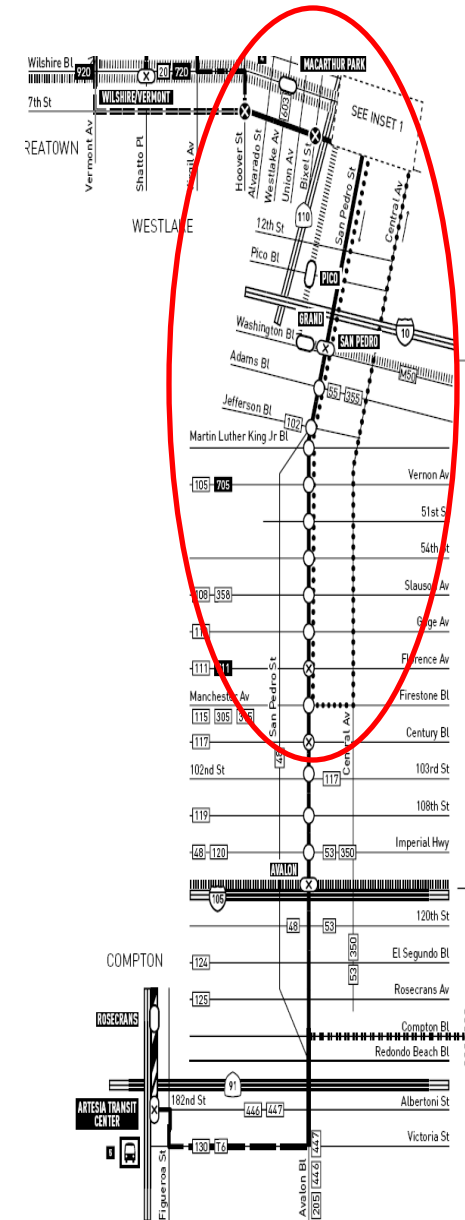 Wilshire Bl
920
20
720
MACARTHUR PARK
WILSHIRE/VERMONT
7th St
603
SEE INSET 1
REATOWN
Vermont Av
Shatto Pl
Virgil Av
Hoover St
Alvarado St
Westlake Av
Union Av
Bixel St
San Pedro St
Central Av
WESTLAKE
110
12th St
Pico Bl
PICO
GRAND
10
Washington Bl
SAN PEDRO
M50
Adams Bl
55
355
Jefferson Bl
102
Martin Luther King Jr Bl
105
705
Vernon Av
51st St
54th St
108
358
Slauson Av
110
Gage Av
111
Florence Av
San Pedro St
Manchester Av
Firestone Bl
115
305
Central Av
117
Century Bl
48
102nd St
103rd St
117
119
108th St
48
120
53
350
Imperial Hwy
AVALON
105
120th St
48
53
COMPTON
124
El Segundo Bl
53
350
125
Rosecrans Av
ROSECRANS
Compton Bl
Redondo Beach Bl
91
ARTESIA TRANSIT
CENTER
182nd St
446
447
Albertoni St
130
T6
Victoria St
Figueroa St
Avalon Bl
205
446
447